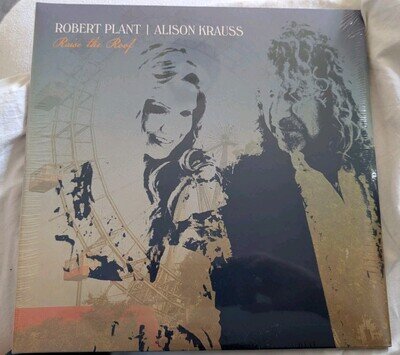 ROBERT PLANT | ALISON KRAUSS
Raise the Roof